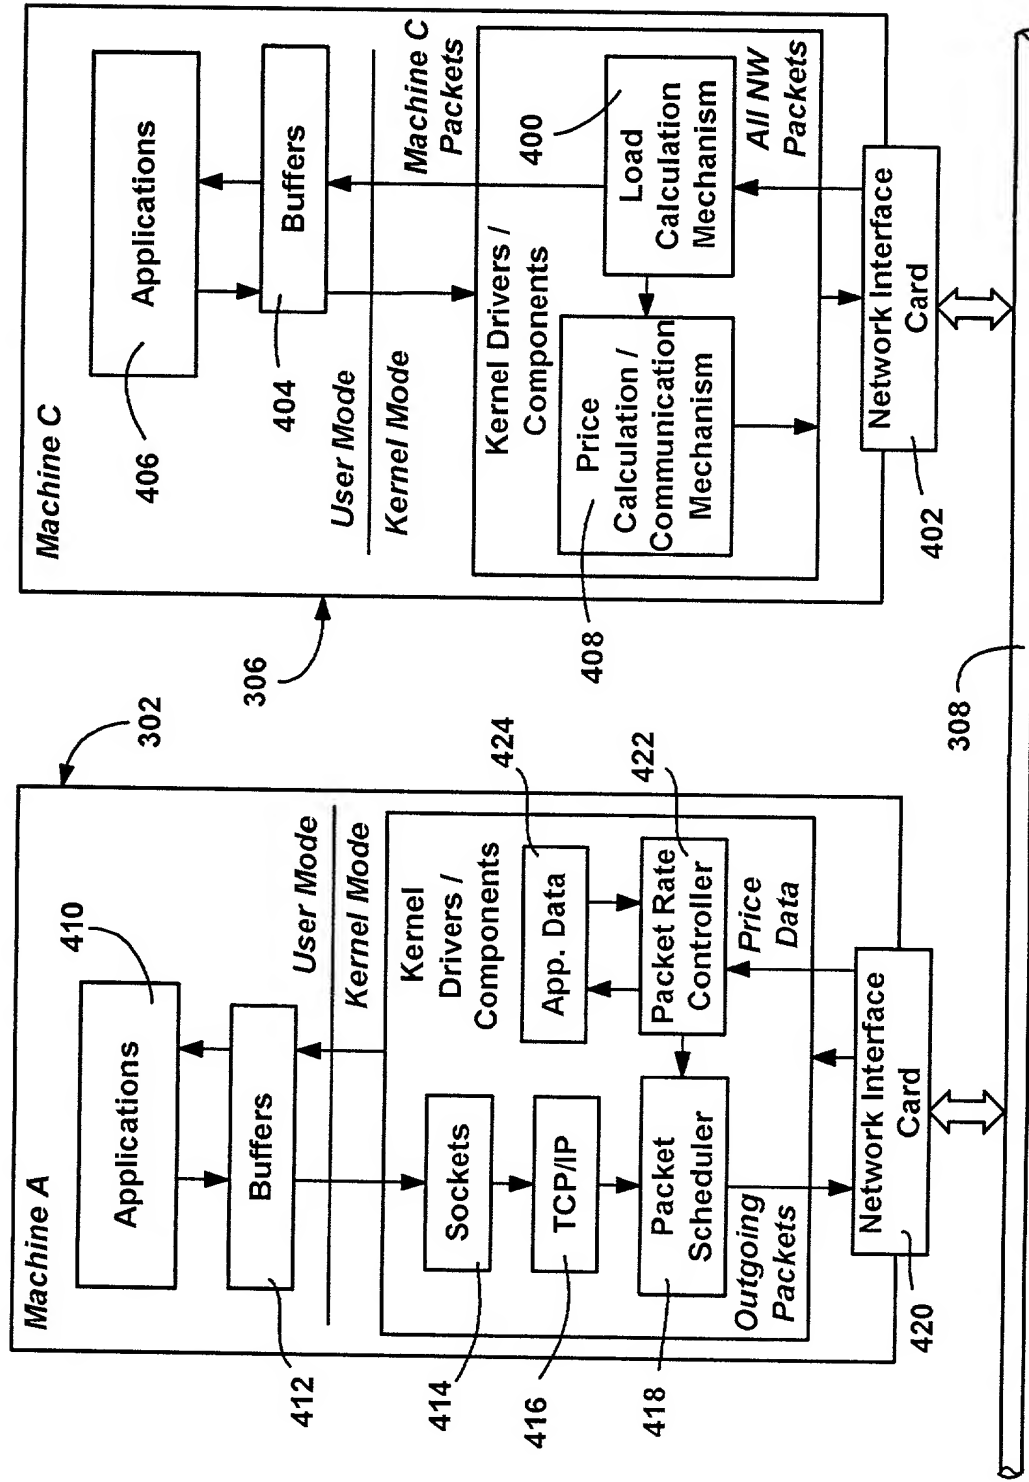 Machine A
410
Applications
412
Buffers
User Mode
Kernel Mode
302
Kernel
Drivers /
Components
414
Sockets
416
TCP/IP
418
Packet
Scheduler
424
App. Data
422
Packet Rate
Controller
Outgoing
Packets
Price
Data
420
Network Interface
Card
Machine C
406
Applications
404
Buffers
User Mode
Kernel Mode
Machine C
Packets
306
Kernel Drivers /
Components
400
Load
Calculation
Mechanism
408
Price
Calculation /
Communication
Mechanism
All NW
Packets
402
Network Interface
Card
308